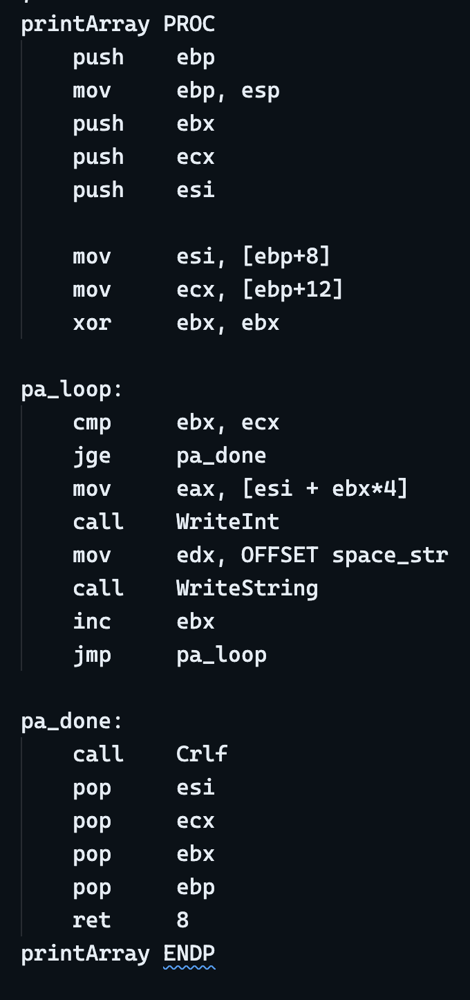 printArray PROC
    push    ebp
    mov     ebp, esp
    push    ebx
    push    ecx
    push    esi

    mov     esi, [ebp+8]
    mov     ecx, [ebp+12]
    xor     ebx, ebx

pa_loop:
    cmp     ebx, ecx
    jge     pa_done
    mov     eax, [esi + ebx*4]
    call    WriteInt
    mov     edx, OFFSET space_str
    call    WriteString
    inc     ebx
    jmp     pa_loop

pa_done:
    call    Crlf
    pop     esi
    pop     ecx
    pop     ebx
    pop     ebp
    ret     8
printArray ENDP